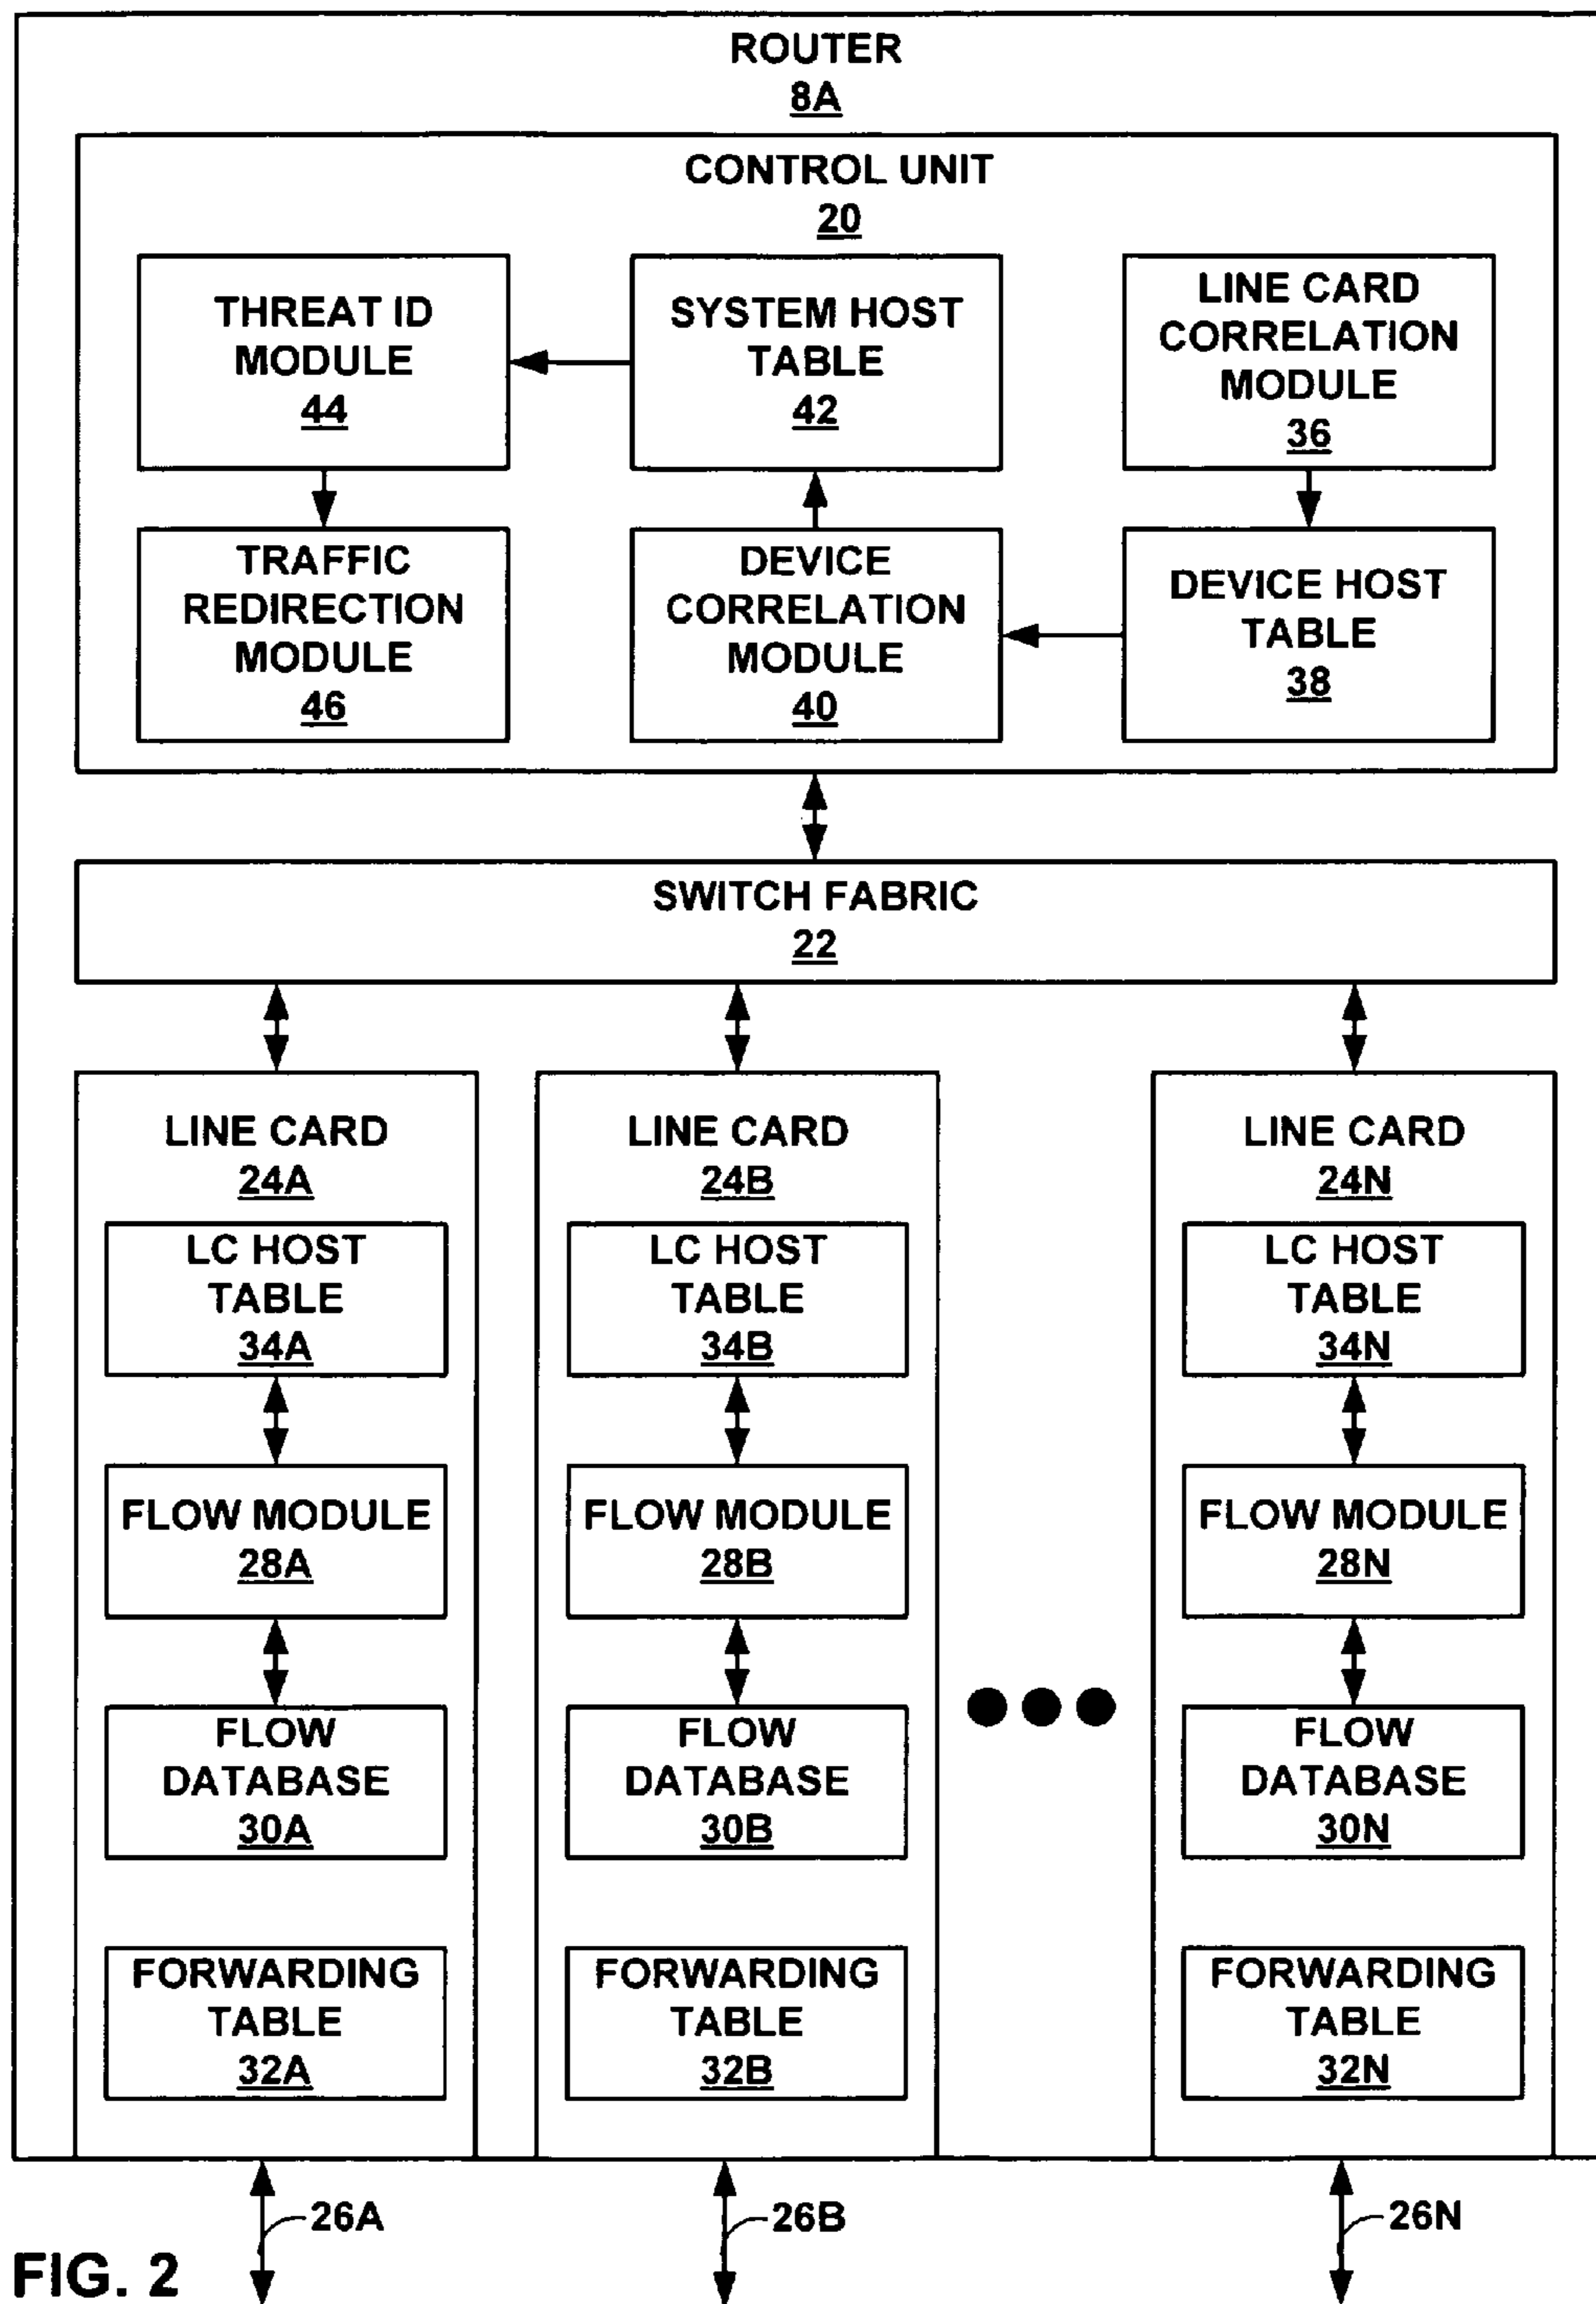 ROUTER
8A
CONTROL UNIT
20
THREAT ID
MODULE
44
SYSTEM HOST
TABLE
42
LINE CARD
CORRELATION
MODULE
36
TRAFFIC
REDIRECTION
MODULE
46
DEVICE
CORRELATION
MODULE
40
DEVICE HOST
TABLE
38
SWITCH FABRIC
22
LINE CARD
24A
LC HOST
TABLE
34A
FLOW MODULE
28A
FLOW
DATABASE
30A
FORWARDING
TABLE
32A
LINE CARD
24B
LC HOST
TABLE
34B
FLOW MODULE
28B
FLOW
DATABASE
30B
FORWARDING
TABLE
32B
LINE CARD
24N
LC HOST
TABLE
34N
FLOW MODULE
28N
FLOW
DATABASE
30N
FORWARDING
TABLE
32N
26A
26B
26N
FIG. 2